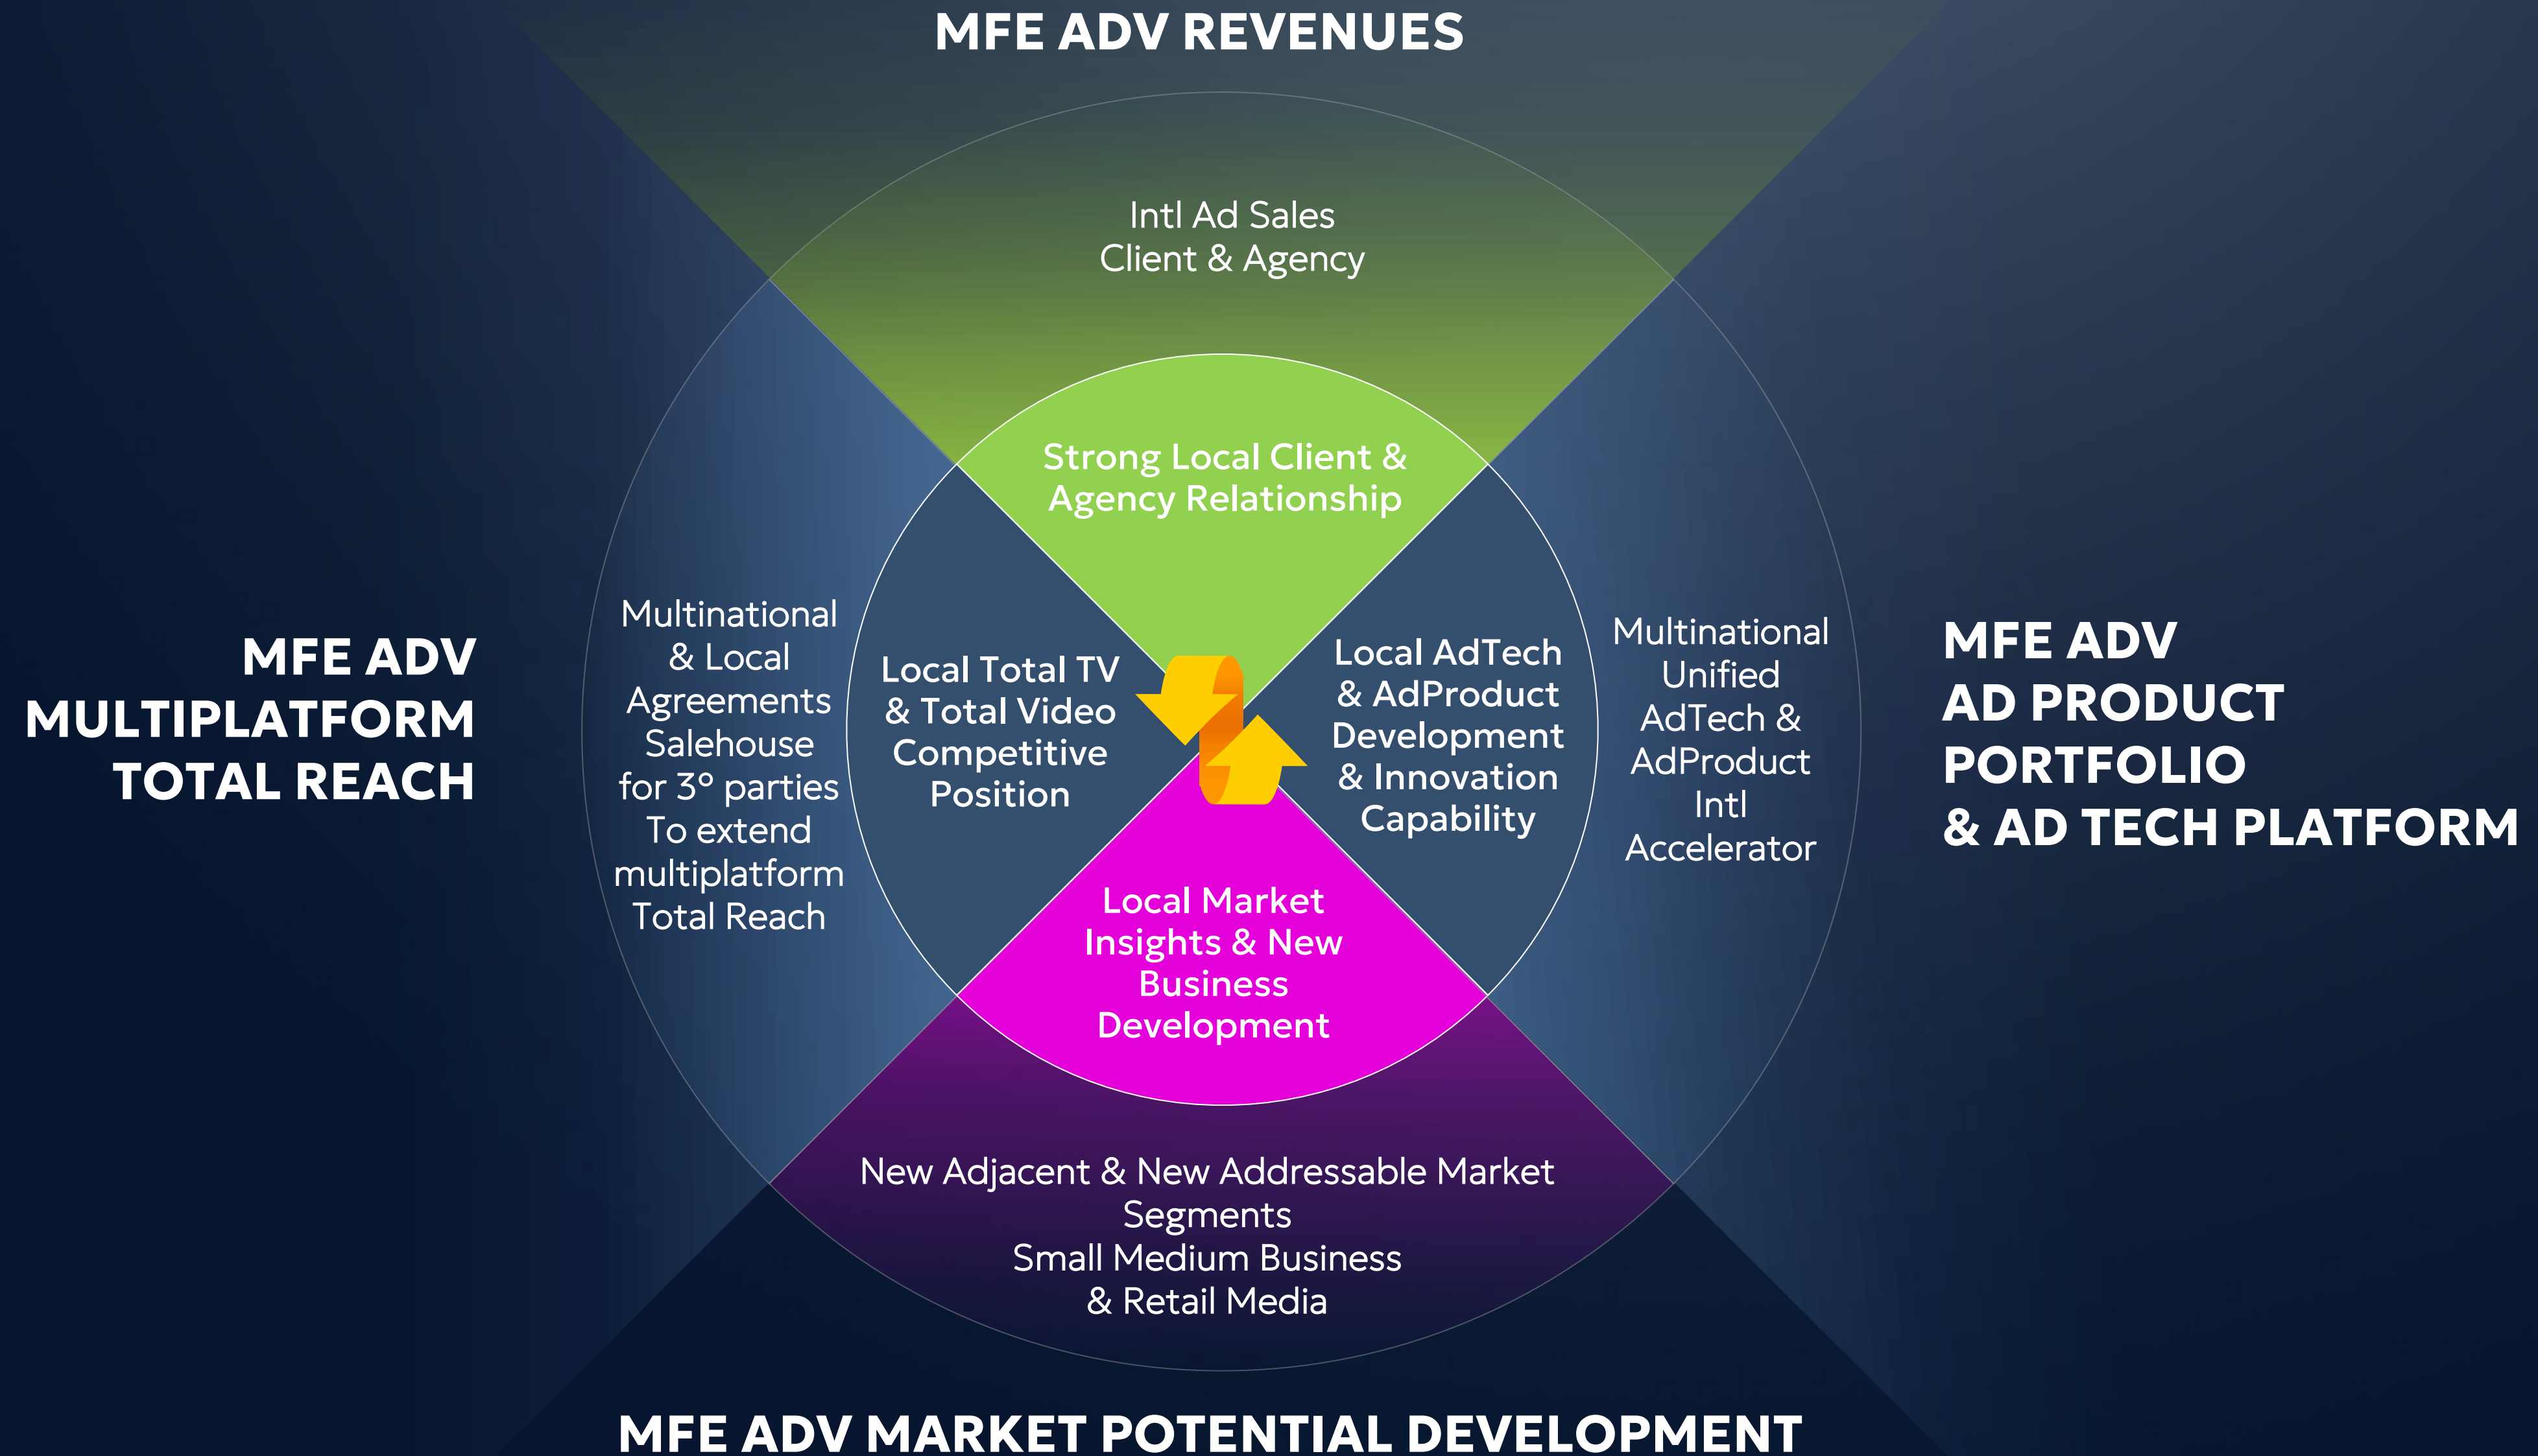 MFE ADV REVENUES
Intl Ad Sales
Client & Agency
Strong Local Client &
Agency Relationship
MFE ADV
MULTIPLATFORM
TOTAL REACH
Multinational
& Local
Agreements
Salehouse
for 3° parties
To extend
multiplatform
Total Reach
Local Total TV
& Total Video
Competitive
Position
Local AdTech
& AdProduct
Development
& Innovation
Capability
Multinational
Unified
AdTech &
AdProduct
Intl
Accelerator
MFE ADV
AD PRODUCT
PORTFOLIO
& AD TECH PLATFORM
Local Market
Insights & New
Business
Development
New Adjacent & New Addressable Market
Segments
Small Medium Business
& Retail Media
MFE ADV MARKET POTENTIAL DEVELOPMENT